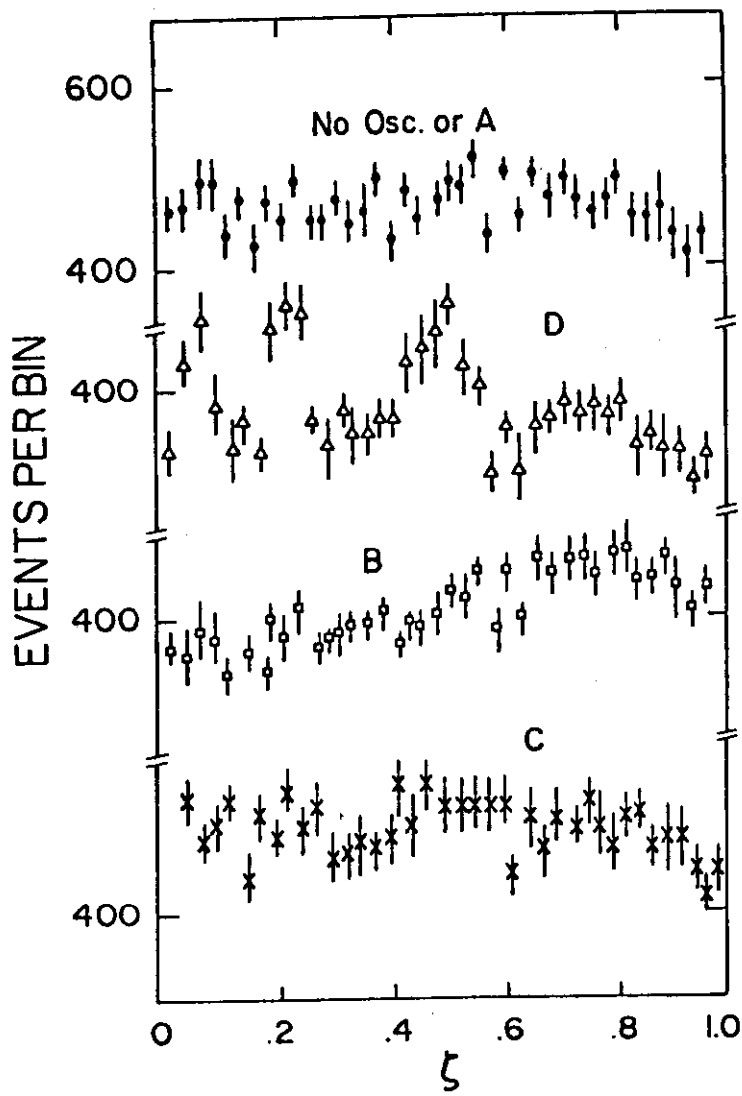 600
No Osc. or A
400
D
400
EVENTS PER BIN
B
400
C
400
0 .2 .4 .6 .8 1.0
ζ